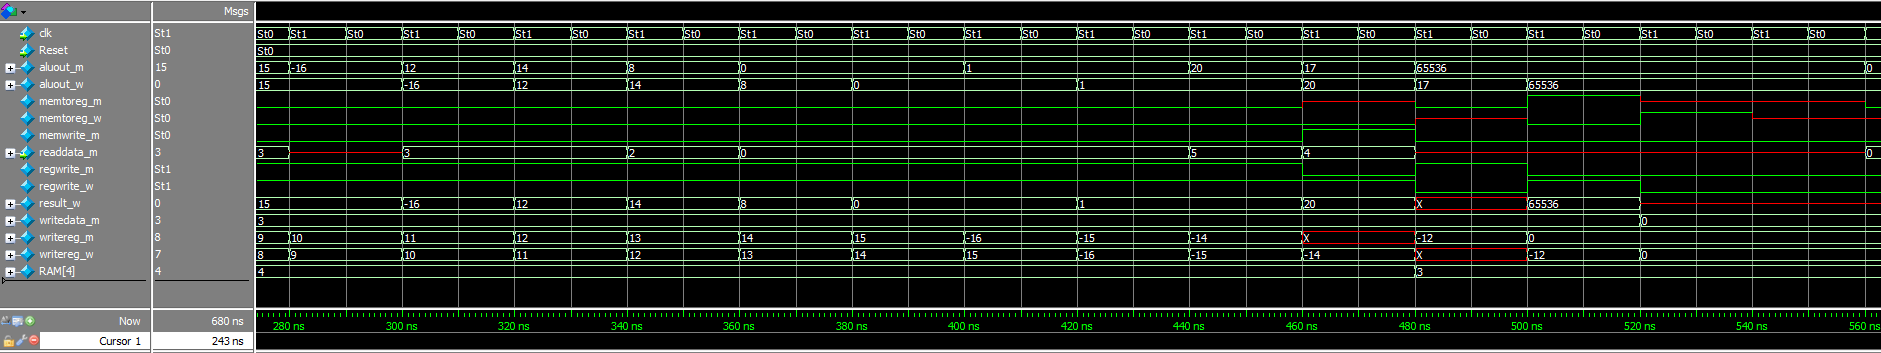 Msgs
clk St1 St0 St1 St0 St1 St0 St1 St0 St1 St0 St1 St0 St1 St0 St1 St0 St1 St0 St1 St0 St1 St0 St1 St0 St1 St0 St1 St0 St1 St0
Reset St0 St0
aluout_m 15 15 -16 12 14 8 0 1 20 17 65536 0
aluout_w 0 15 -16 12 14 8 0 1 20 17 65536
memtoreg_m St0
memtoreg_w St0
memwrite_m St0
readdata_m 3 3 3 2 0 5 4 0
regwrite_m St1
regwrite_w St1
result_w 0 15 -16 12 14 8 0 1 20 X 65536
writedata_m 3 3 0
writereg_m 8 9 10 11 12 13 14 15 -16 -15 -14 X -12 0
writereg_w 7 8 9 10 11 12 13 14 15 -16 -15 -14 X -12 0
RAM[4] 4 4 3
Now 680 ns 280 ns 300 ns 320 ns 340 ns 360 ns 380 ns 400 ns 420 ns 440 ns 460 ns 480 ns 500 ns 520 ns 540 ns 560 ns
Cursor 1 243 ns